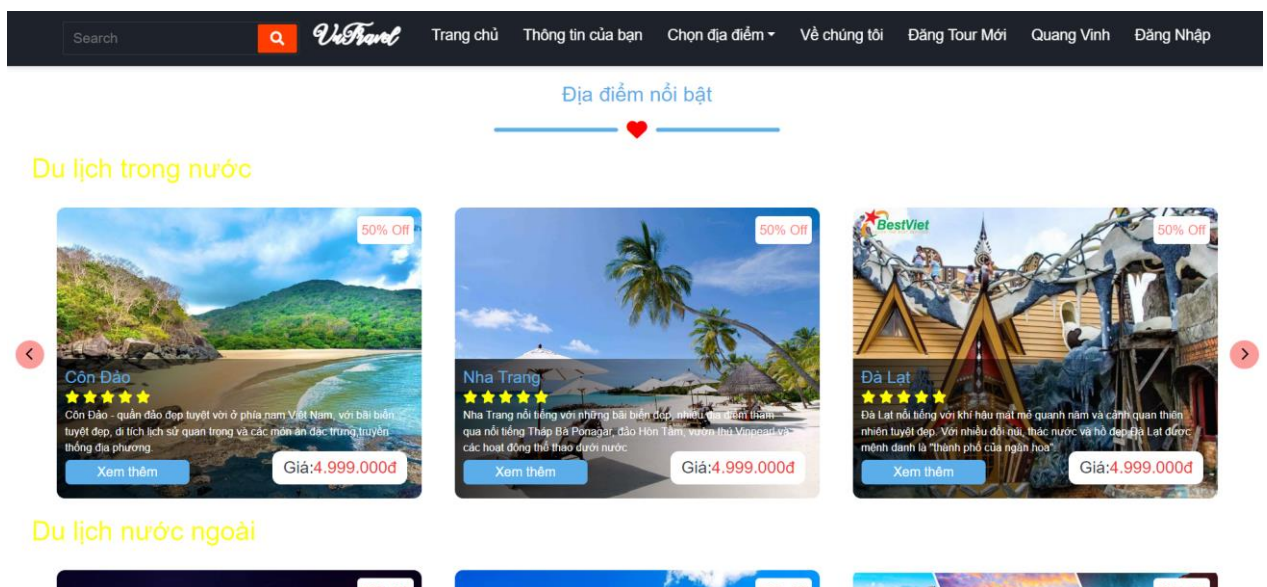 Search
VnTravel
Trang chủ
Thông tin của bạn
Chọn địa điểm
Về chúng tôi
Đăng Tour Mới
Quang Vinh
Đăng Nhập
Địa điểm nổi bật
Du lịch trong nước
50% Off
Côn Đảo
Côn Đảo - quần đảo đẹp tuyệt vời ở phía nam Việt Nam, với bãi biển
tuyệt đẹp, di tích lịch sử quan trọng và các món ăn đặc trưng,truyền
thống địa phương.
Xem thêm
Giá:4.999.000đ
50% Off
Nha Trang
Nha Trang nổi tiếng với những bãi biển đẹp, nhiều địa điểm tham
qua nổi tiếng Tháp Bà Ponagar, đảo Hòn Tằm, vườn thú Vinpearl và
các hoạt động thể thao dưới nước
Xem thêm
Giá:4.999.000đ
BestViet
50% Off
Đà Lạt
Đà Lạt nổi tiếng với khí hậu mát mẻ quanh năm và cảnh quan thiên
nhiên tuyệt đẹp. Với nhiều đồi núi, thác nước và hồ đẹp,Đà Lạt được
mệnh danh là "thành phố của ngàn hoa".
Xem thêm
Giá:4.999.000đ
Du lịch nước ngoài